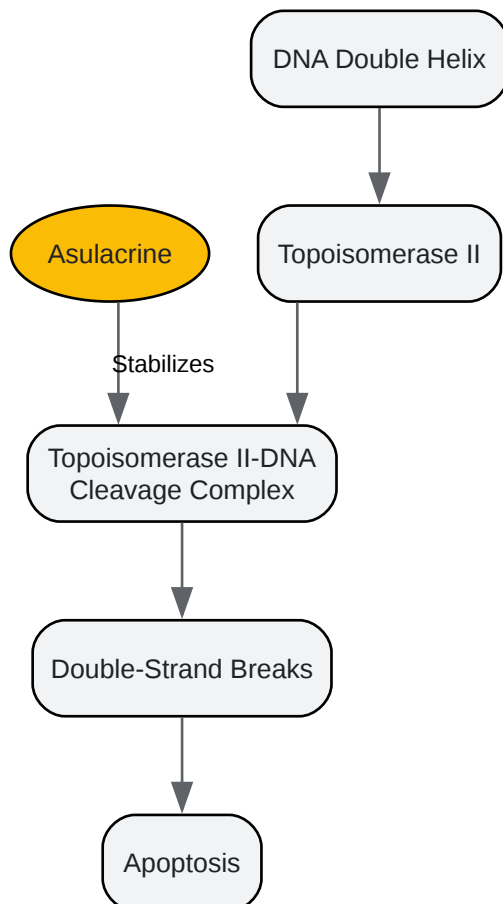 DNA Double Helix
Asulacrine
Topoisomerase II
Stabilizes
Topoisomerase II-DNA
Cleavage Complex
Double-Strand Breaks
Apoptosis